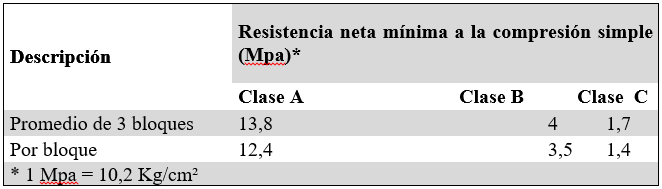 Descripción
Resistencia neta mínima a la compresión simple
(Mpa)*
Clase A Clase B Clase C
Promedio de 3 bloques 13,8 4 1,7
Por bloque 12,4 3,5 1,4
* 1 Mpa = 10,2 Kg/cm²